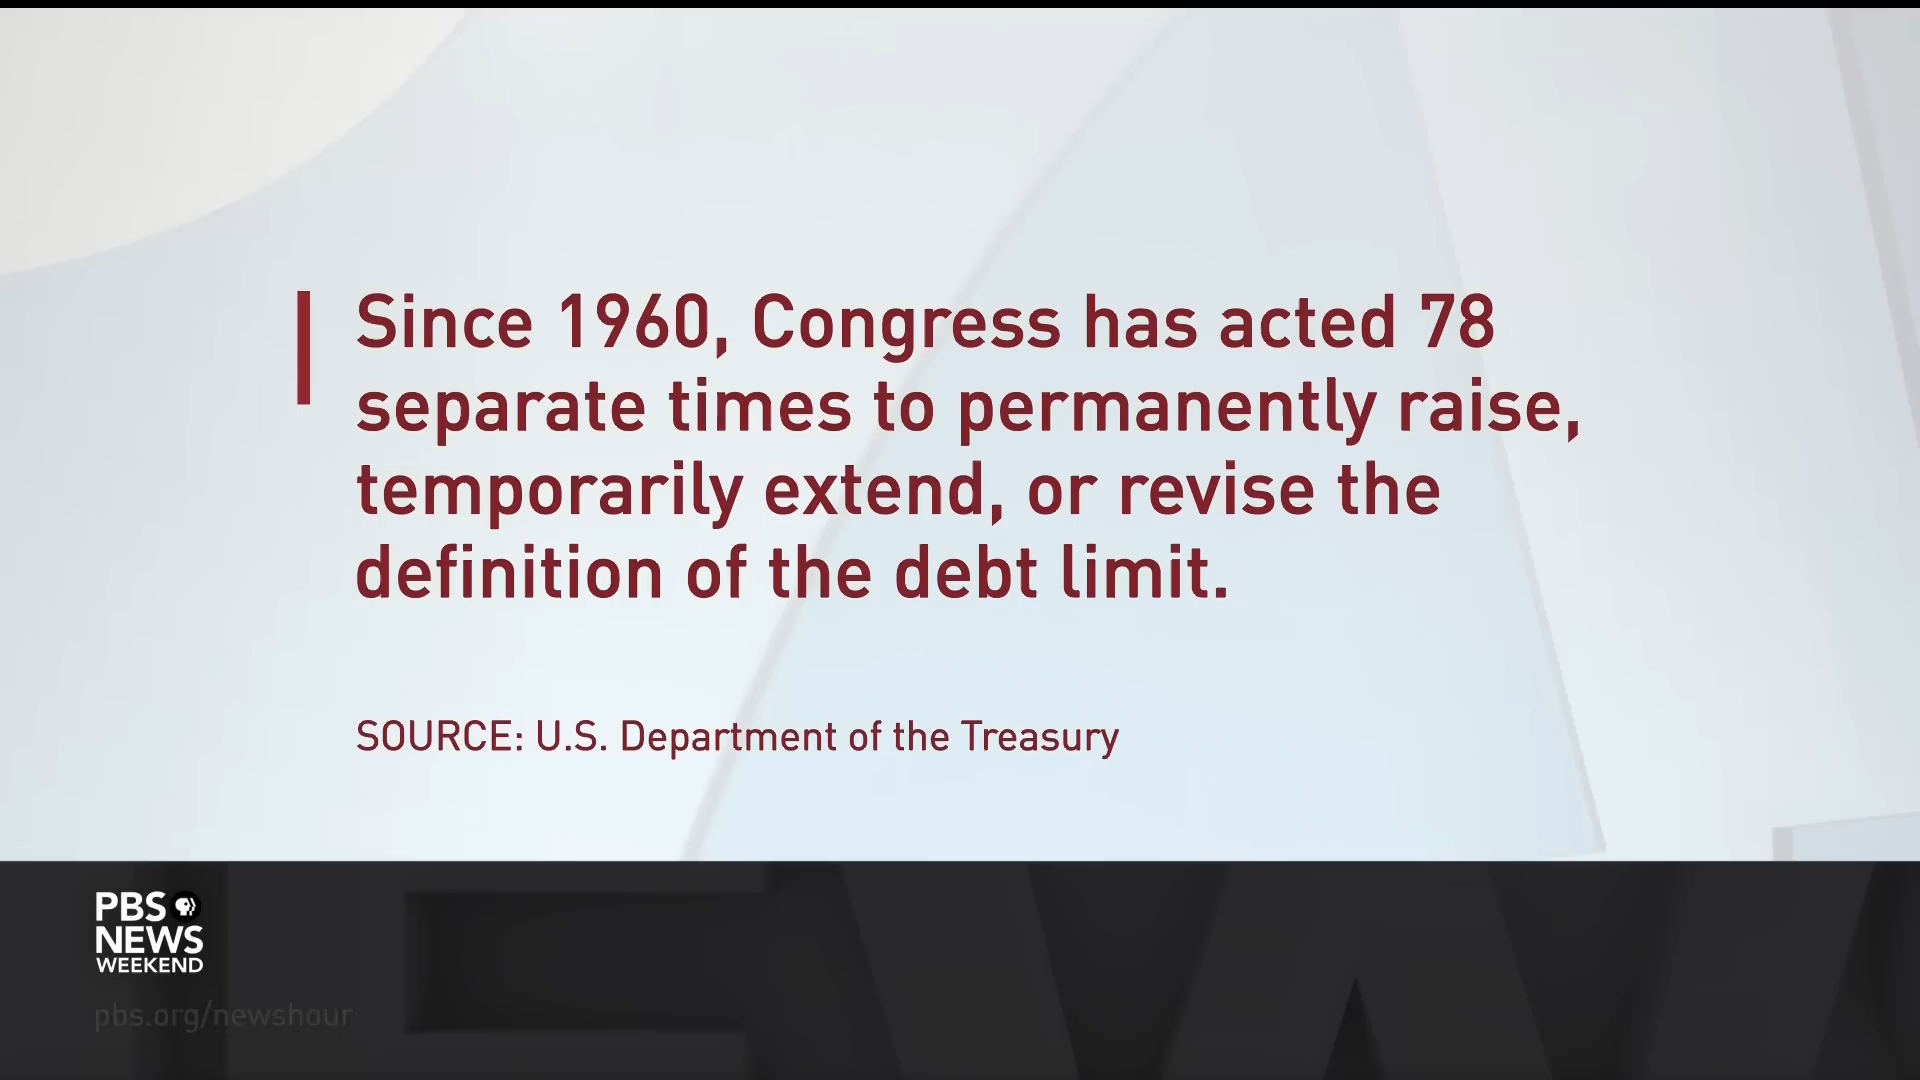 Since 1960, Congress has acted 78
separate times to permanently raise,
temporarily extend, or revise the
definition of the debt limit.
SOURCE: U.S. Department of the Treasury
PBS
NEWS
WEEKEND
pbs.org/newshour